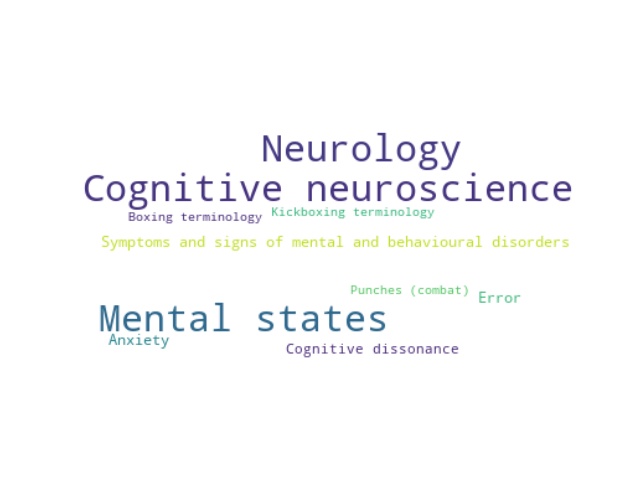 Neurology
Cognitive neuroscience
Boxing terminology
Kickboxing terminology
Symptoms and signs of mental and behavioural disorders
Punches (combat)
Error
Mental states
Anxiety
Cognitive dissonance